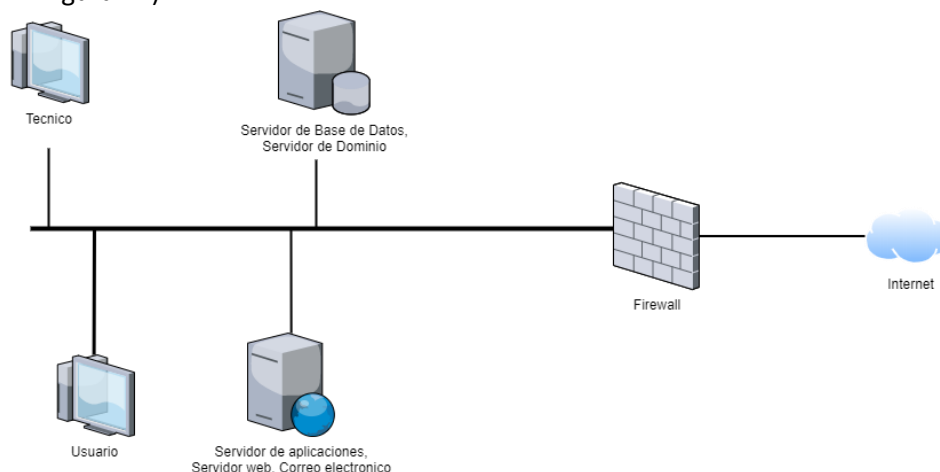 Tecnico
Servidor de Base de Datos,
Servidor de Dominio
Firewall
Internet
Usuario
Servidor de aplicaciones,
Servidor web, Correo electronico